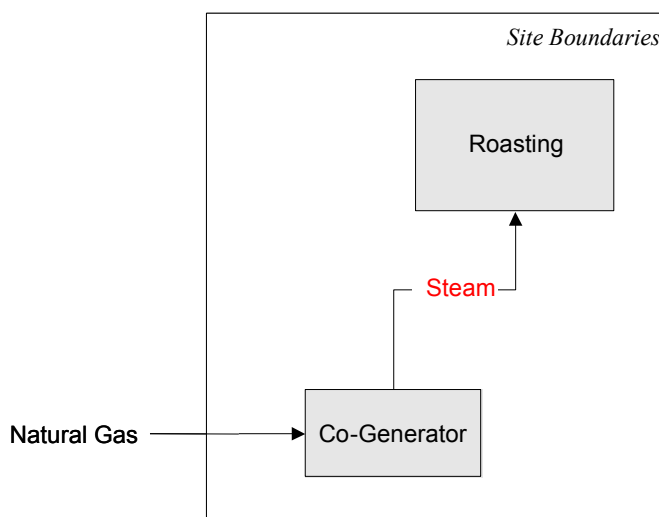 Site Boundaries
Roasting
Steam
Natural Gas
Co-Generator